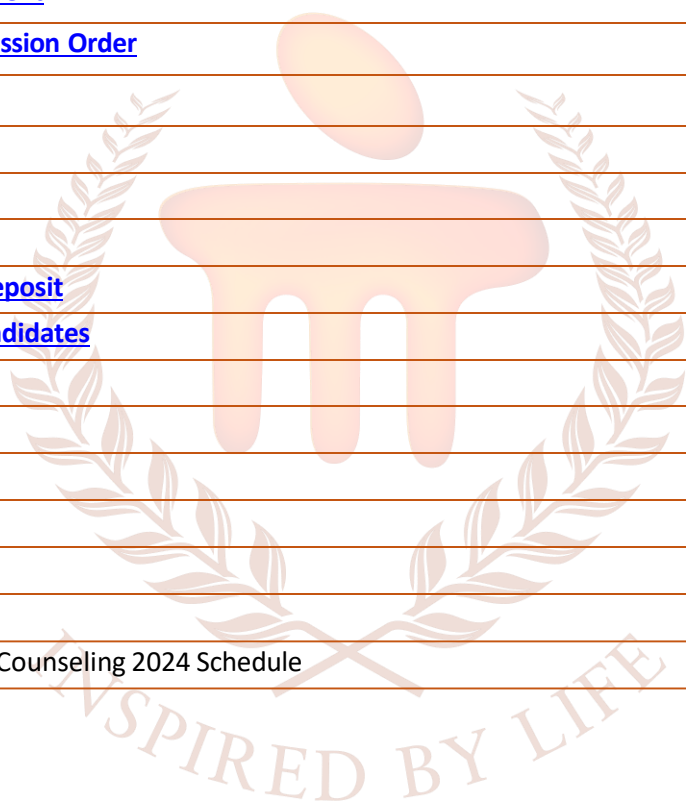 ssion Order
eposit
ndidates
Counseling 2024 Schedule
INSPIRED BY LIFE